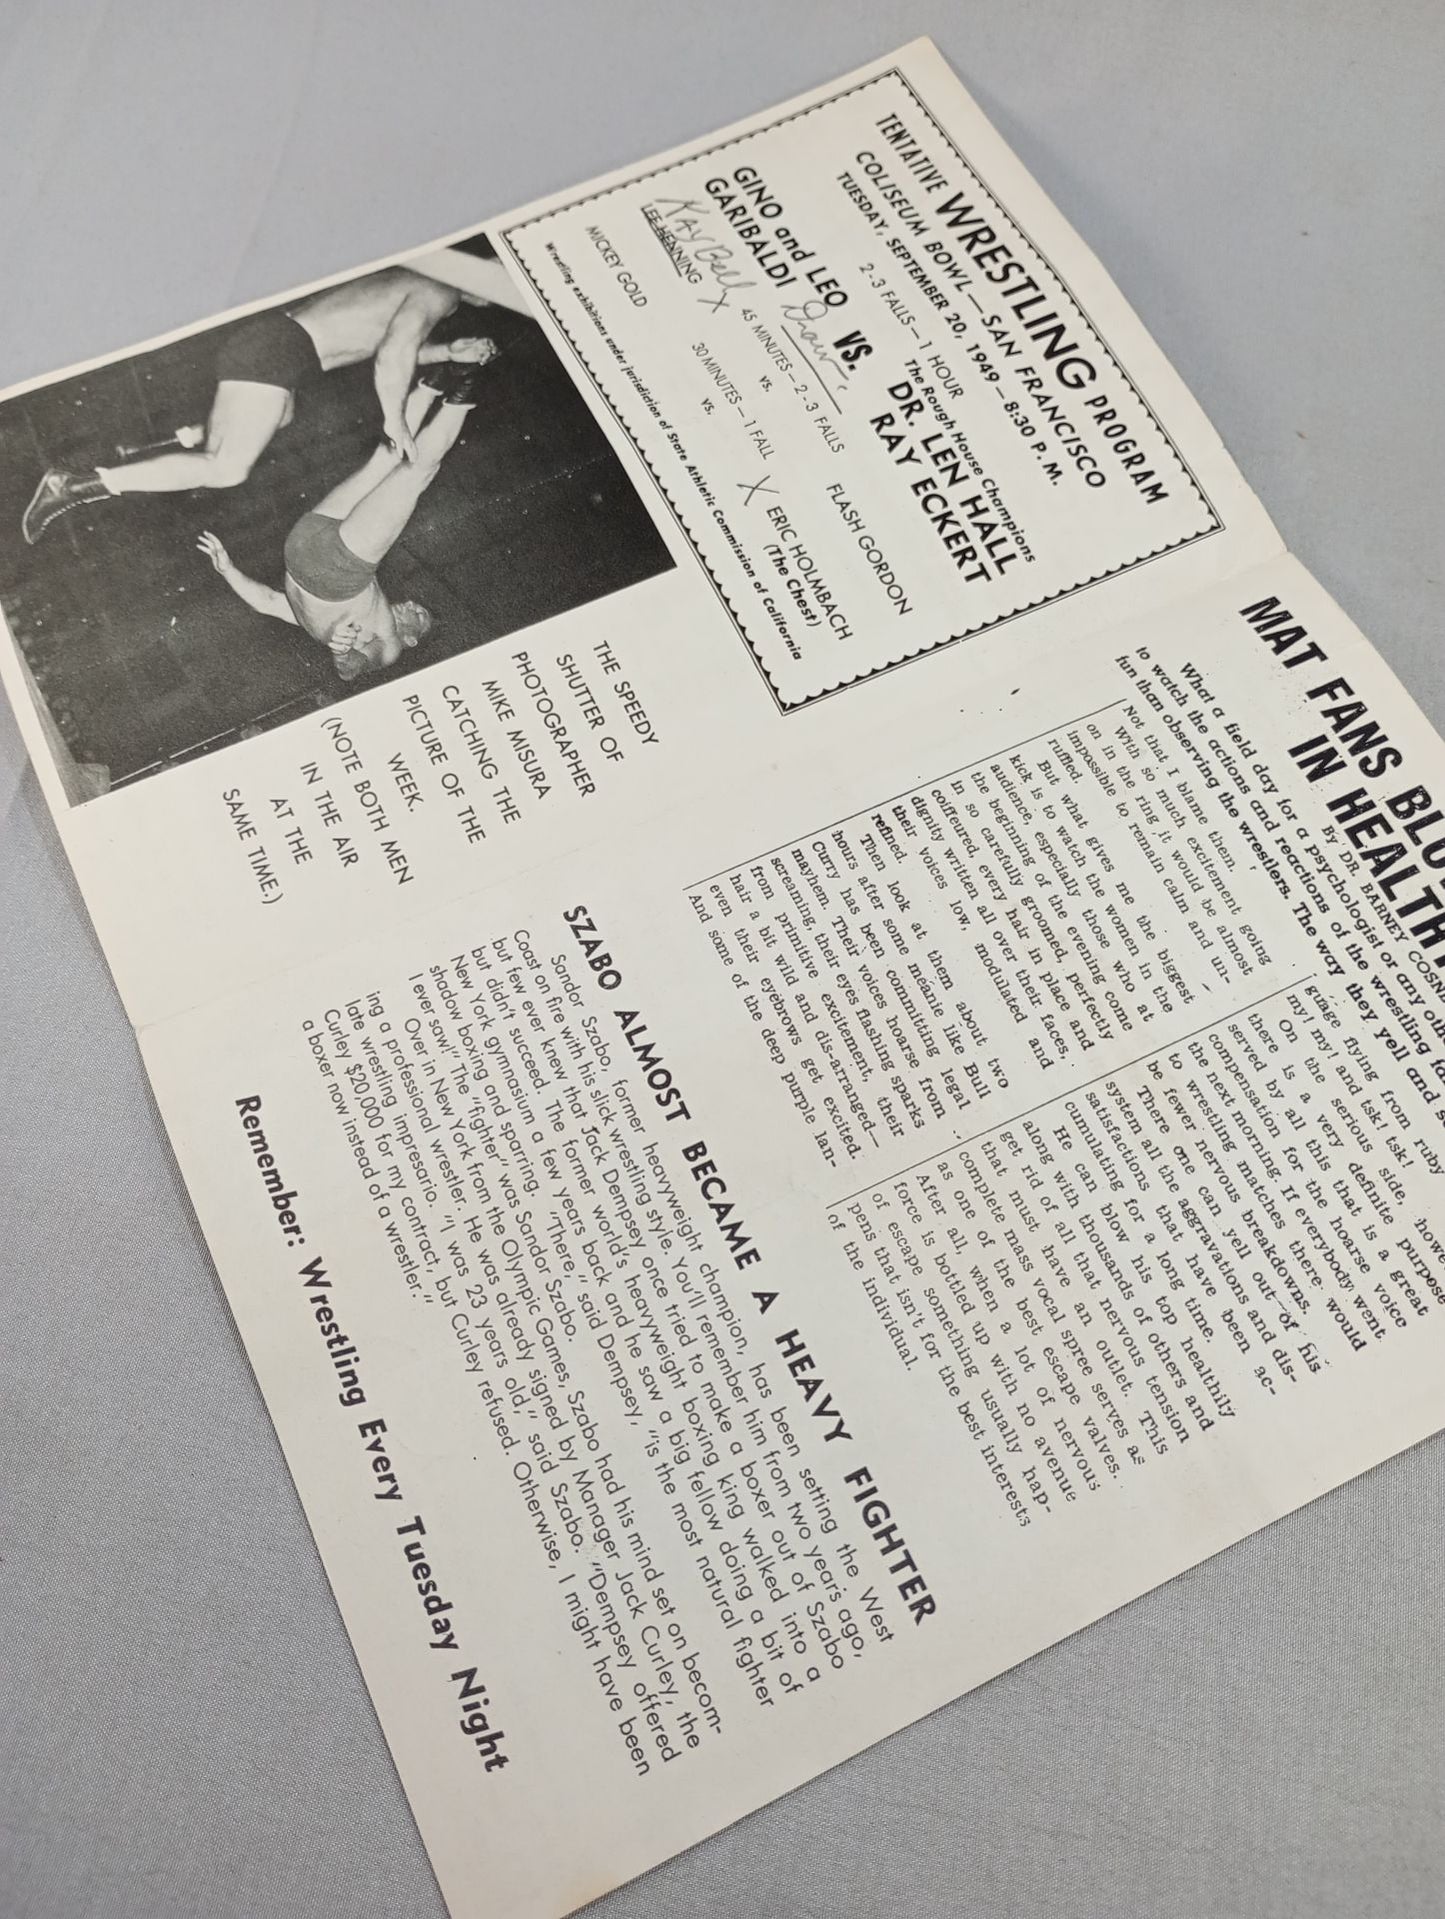 TENTATIVE WRESTLING PROGRAM
COLISEUM BOWL—SAN FRANCISCO
TUESDAY, SEPTEMBER 20, 1949—8:30 P.M.
2-3 FALLS—1 HOUR
The Rough House Champions
GINO and LEO
GARIBALDI
VS.
DR. LEN HALL
RAY ECKERT
Draw
45 MINUTES—2-3 FALLS
LEE HENNING
vs.
FLASH GORDON
X
30 MINUTES—1 FALL
MICKEY GOLD
vs.
X ERIC HOLMBACH
(The Chest)
Wrestling exhibitions under jurisdiction of State Athletic Commission of California
THE SPEEDY
SHUTTER OF
PHOTOGRAPHER
MIKE MISURA
CATCHING THE
PICTURE OF THE
WEEK.
(NOTE BOTH MEN
IN THE AIR
AT THE
SAME TIME.)
MAT FANS
IN HEALTH
By DR. BARNEY
What a field day for a psychologist or any
to watch the actions and reactions of the wrestling
fun than observing the wrestlers. The way they yell and
Not that I blame them.
With so much excitement going
on in the ring it would be almost
impossible to remain calm and un-
ruffled.
But what gives me the biggest
kick is to watch the women in the
audience, especially those who at
the beginning of the evening come
in so carefully groomed, perfectly
coiffeured, every hair in place and
dignity written all over their faces,
their voices low, modulated and
refined.
Then look at them about two
hours after some meanie like Bull
Curry has been committing legal
mayhem. Their voices hoarse from
screaming, their eyes flashing sparks
from primitive excitement, their
hair a bit wild and dis-arranged—
even their eyebrows get excited.
And some of the deep purple lan-
guage flying from ruby
my! my! and tsk! tsk!
On the serious side,
there is a very definite purpose
served by all this that is a great
compensation for the hoarse voice
the next morning. If everybody went
to wrestling matches there would
be fewer nervous breakdowns.
There one can yell out of his
system all the aggravations and dis-
satisfactions that have been ac-
cumulating for a long time.
He can blow his top healthily
along with thousands of others and
get rid of all that nervous tension
that must have an outlet. This
complete mass vocal spree serves as
as one of the best escape valves.
After all, when a lot of nervous
force is bottled up with no avenue
of escape something usually hap-
pens that isn't for the best interests
of the individual.
SZABO ALMOST BECAME A HEAVY FIGHTER
Sandor Szabo, former heavyweight champion, has been setting the West
Coast on fire with his slick wrestling style. You'll remember him from two years ago,
but few ever knew that Jack Dempsey once tried to make a boxer out of Szabo
but didn't succeed. The former world's heavyweight boxing king walked into a
New York gymnasium a few years back and he saw a big fellow doing a bit of
shadow boxing and sparring. "There," said Dempsey, "is the most natural fighter
I ever saw!" The "fighter" was Sandor Szabo.
Over in New York from the Olympic Games, Szabo had his mind set on becom-
ing a professional wrestler. He was already signed by Manager Jack Curley, the
late wrestling impresario. "I was 23 years old," said Szabo. "Dempsey offered
Curley $20,000 for my contract, but Curley refused. Otherwise, I might have been
a boxer now instead of a wrestler."
Remember: Wrestling Every Tuesday Night